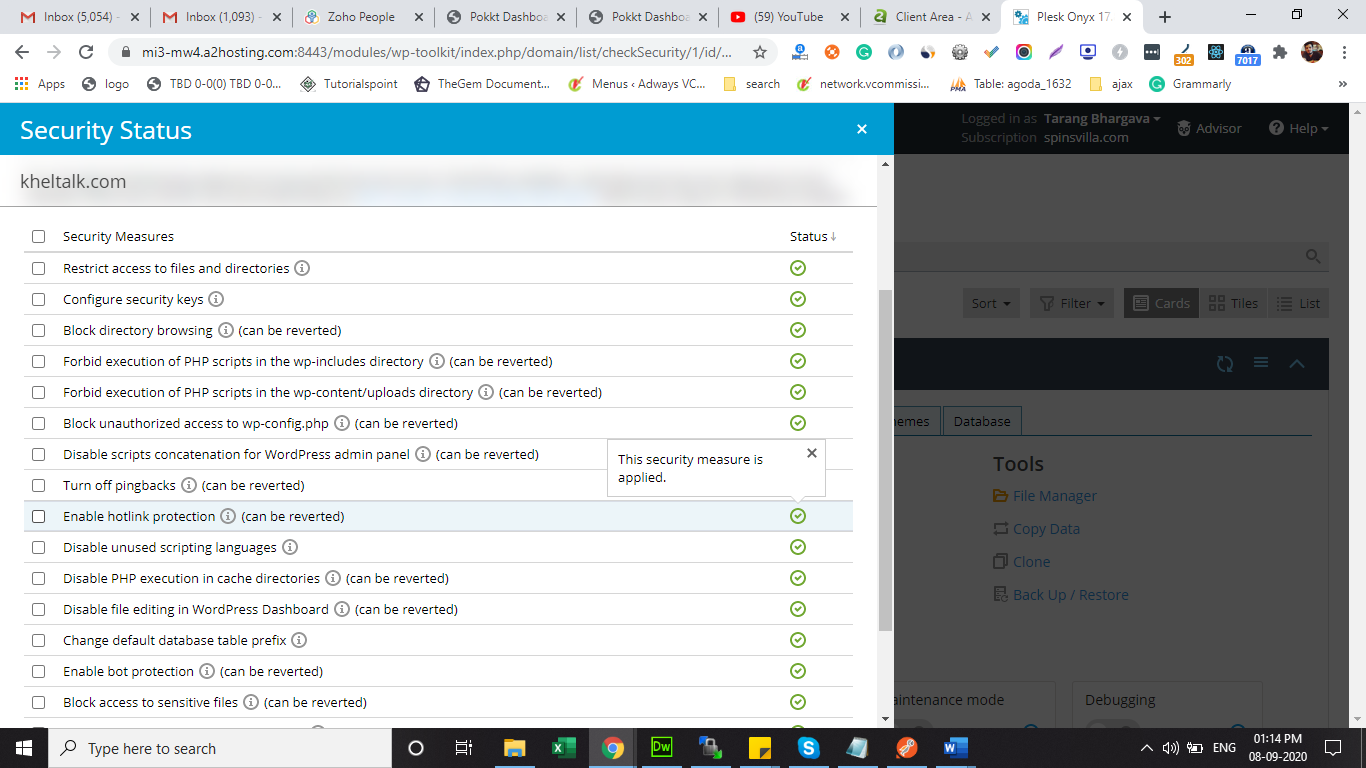 Inbox (5,054) -
Inbox (1,093) -
Zoho People
Pokkt Dashboa
Pokkt Dashboa
(59) YouTube
Client Area - A
Plesk Onyx 17.
mi3-mw4.a2hosting.com:8443/modules/wp-toolkit/index.php/domain/list/checkSecurity/1/id/...
302
7017
Apps
logo
TBD 0-0(0) TBD 0-0...
Tutorialspoint
TheGem Document...
Menus ‹ Adways VC...
search
network.vcommissi...
PMA
Table: agoda_1632
ajax
Grammarly
»
Security Status
Logged in as Tarang Bhargava
Subscription spinsvilla.com
Advisor
Help
kheltalk.com
Security Measures
Status
Restrict access to files and directories
Configure security keys
Block directory browsing (can be reverted)
Forbid execution of PHP scripts in the wp-includes directory (can be reverted)
Forbid execution of PHP scripts in the wp-content/uploads directory (can be reverted)
Block unauthorized access to wp-config.php (can be reverted)
Disable scripts concatenation for WordPress admin panel (can be reverted)
Turn off pingbacks (can be reverted)
This security measure is
applied.
Enable hotlink protection (can be reverted)
Disable unused scripting languages
Disable PHP execution in cache directories (can be reverted)
Disable file editing in WordPress Dashboard (can be reverted)
Change default database table prefix
Enable bot protection (can be reverted)
Block access to sensitive files (can be reverted)
Sort
Filter
Cards
Tiles
List
hemes
Database
Tools
File Manager
Copy Data
Clone
Back Up / Restore
aintenance mode
Debugging
Type here to search
Dw
ENG
01:14 PM
08-09-2020